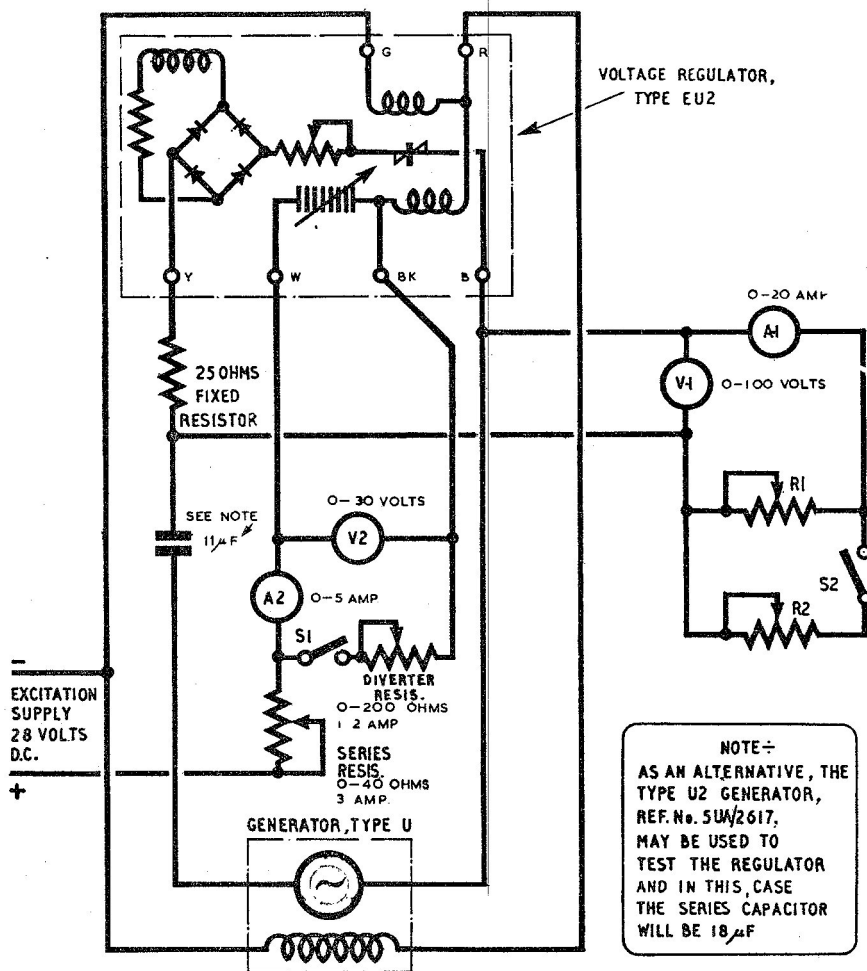 G
R
VOLTAGE REGULATOR,
TYPE EU2
Y
W
BK
B
0-20 AMP
A1
V1
0-100 VOLTS
25 OHMS
FIXED
RESISTOR
0-30 VOLTS
R1
SEE NOTE
11μF
V2
A2
0-5 AMP
S1
S2
R2
DIVERTER
RESIS.
0-200 OHMS
1 2 AMP
-
EXCITATION
SUPPLY
28 VOLTS
D.C.
+
SERIES
RESIS.
0-40 OHMS
3 AMP.
GENERATOR, TYPE U
NOTE÷
AS AN ALTERNATIVE, THE
TYPE U2 GENERATOR,
REF. No. 5UA/2617,
MAY BE USED TO
TEST THE REGULATOR
AND IN THIS, CASE
THE SERIES CAPACITOR
WILL BE 18μF